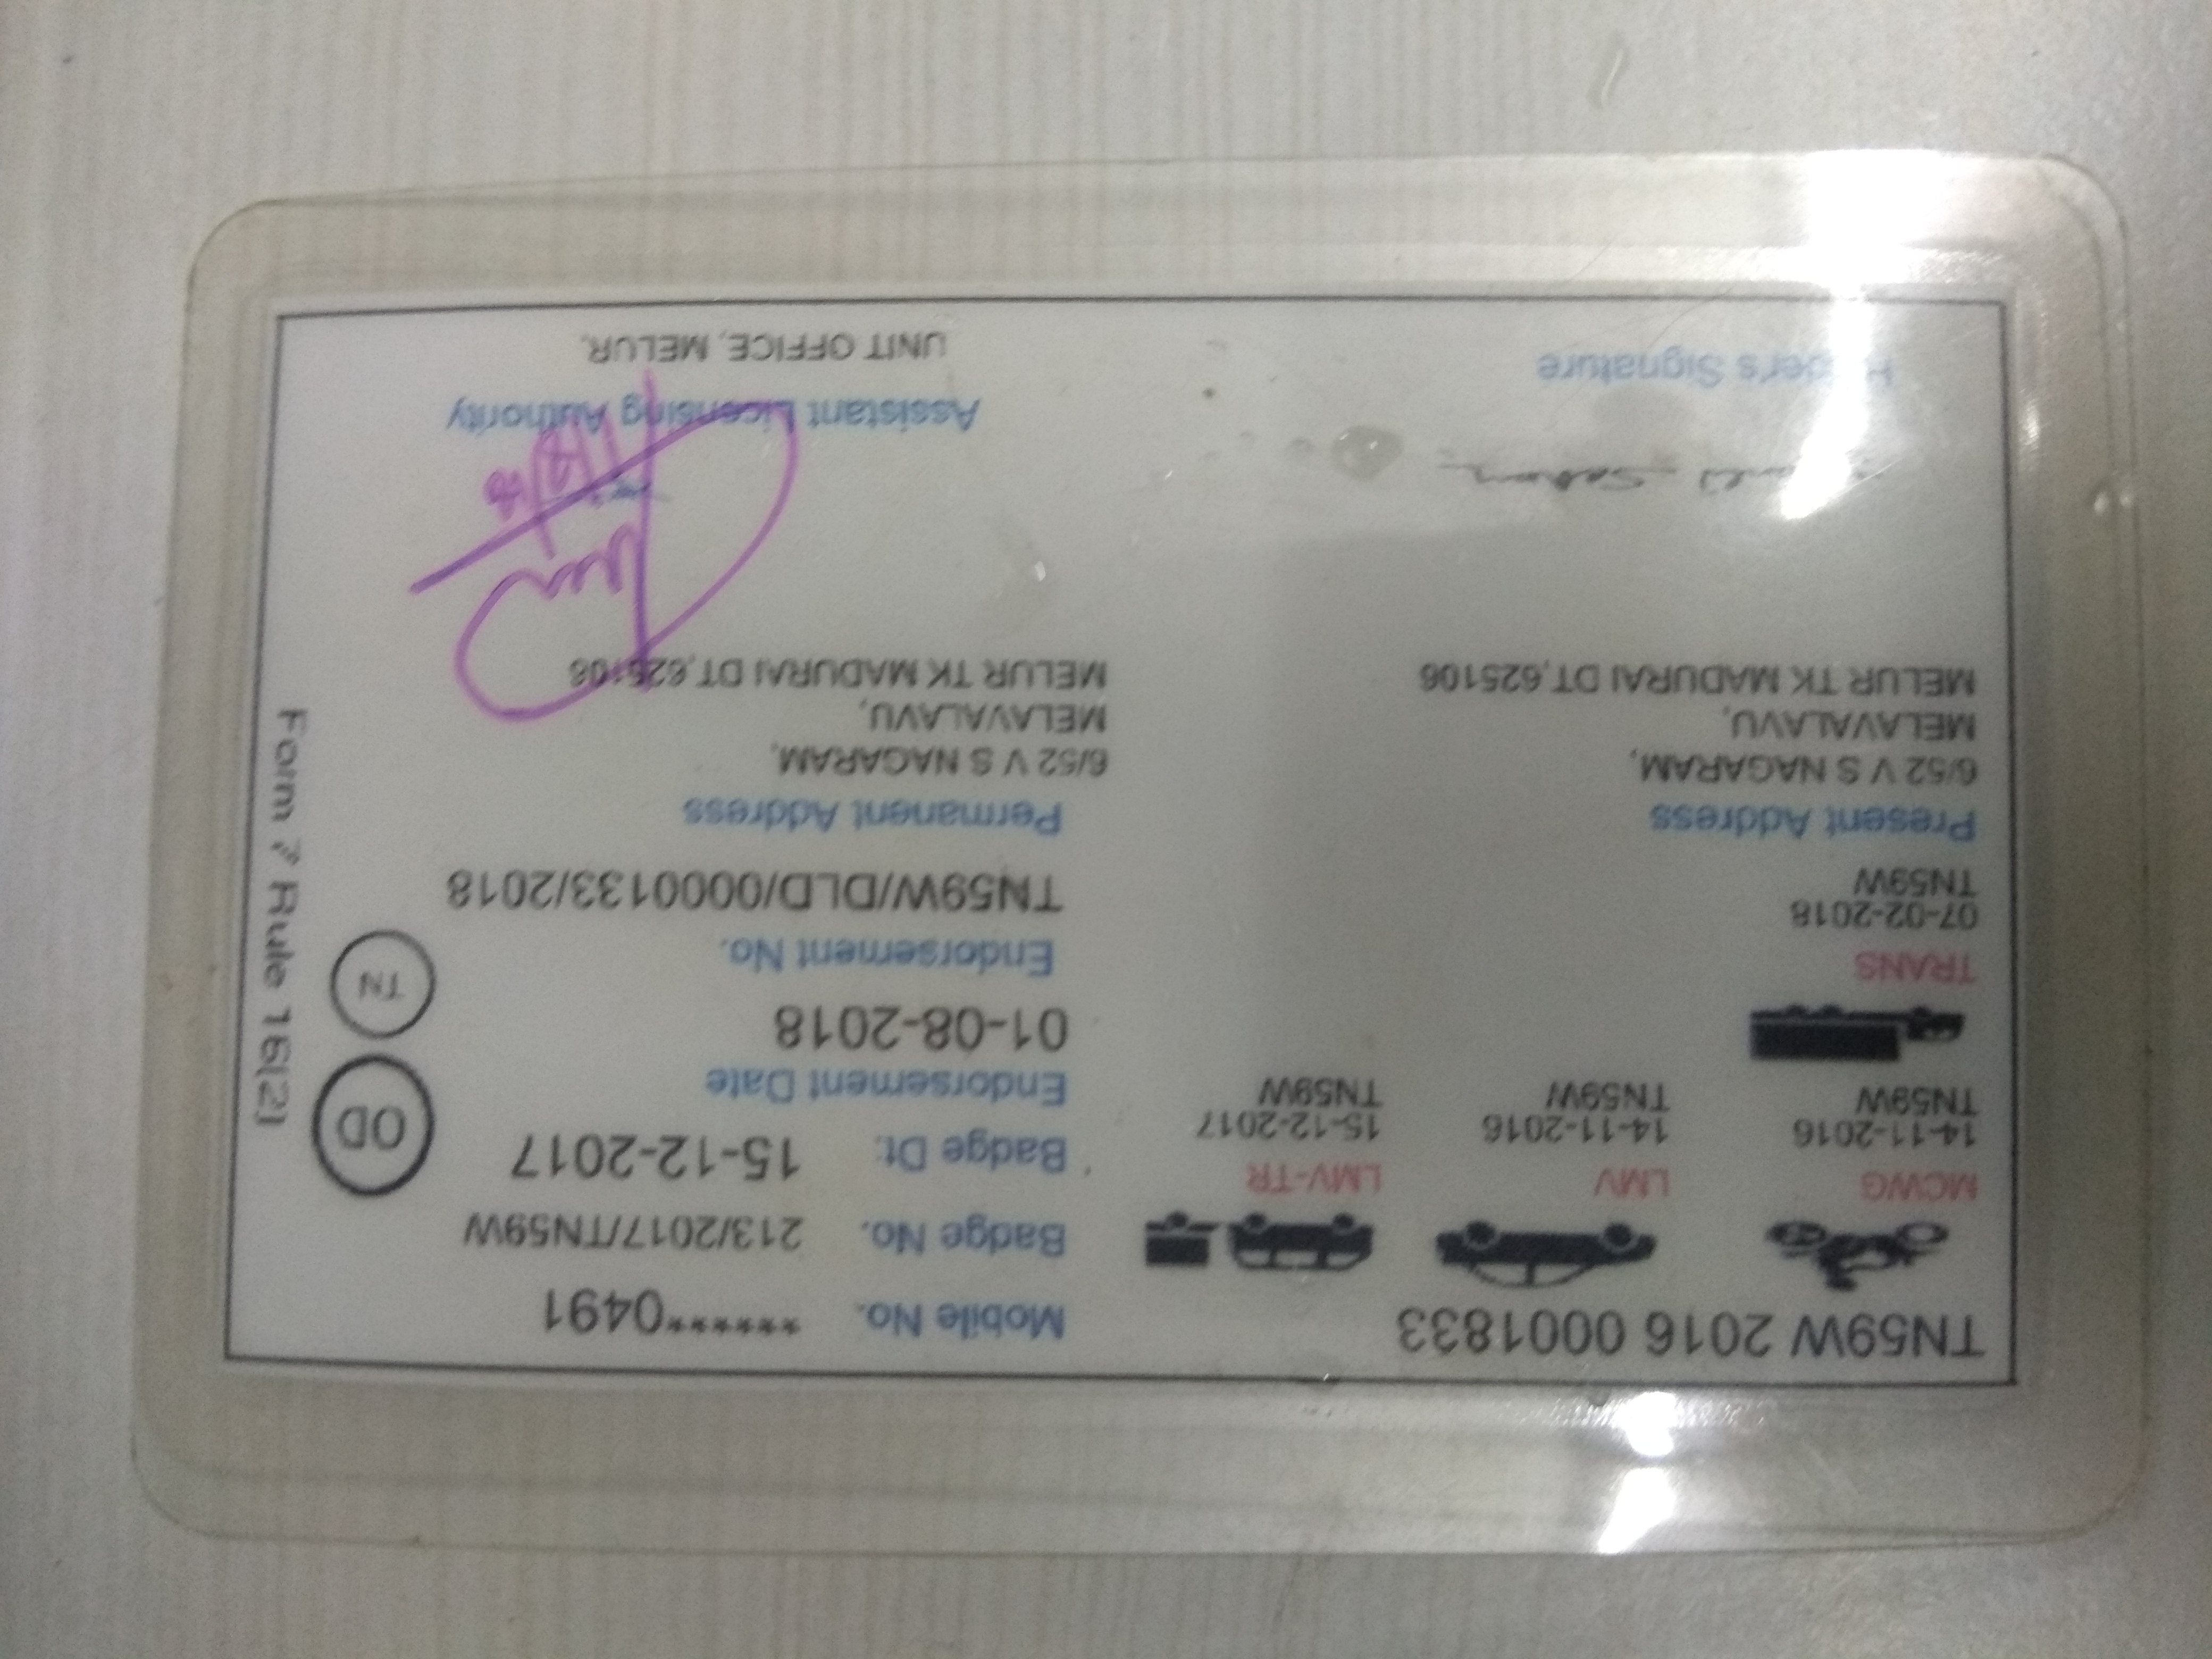 TN59W 2016 0001833
MCWG
14-11-2016
TN59W
LMV
14-11-2016
TN59W
LMV-TR
15-12-2017
TN59W
TRANS
07-02-2018
TN59W
Present Address
6/52 V S NAGARAM,
MELAVALAVU,
MELUR TK MADURAI DT,625106
Holder's Signature
Mobile No. ******0491
Badge No. 213/2017/TN59W
Badge Dt: 15-12-2017
Endorsement Date
01-08-2018
Endorsement No.
TN59W/DLD/0000133/2018
Permanent Address
6/52 V S NAGARAM,
MELAVALAVU,
MELUR TK MADURAI DT,625106
Assistant Licensing Authority
UNIT OFFICE, MELUR.
OD
TN
Form 7 Rule 16(2)